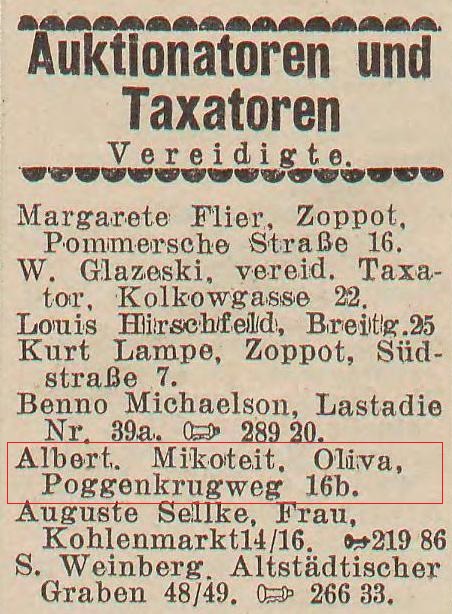 Auktionatoren und
Taxatoren
Vereidigte.
Margarete Flier, Zoppot,
Pommersche Straße 16.
W. Glazeski, vereid. Taxa-
tor, Kolkowgasse 22.
Louis Hirschfeld, Breitg.25
Kurt Lampe, Zoppot, Süd-
straße 7.
Benno Michaelson, Lastadie
Nr. 39a. 289 20.
Albert. Mikoteit, Oliva,
Poggenkrugweg 16b.
Auguste Sellke, Frau,
Kohlenmarkt14/16. 219 86
S. Weinberg, Altstädtischer
Graben 48/49. 266 33.